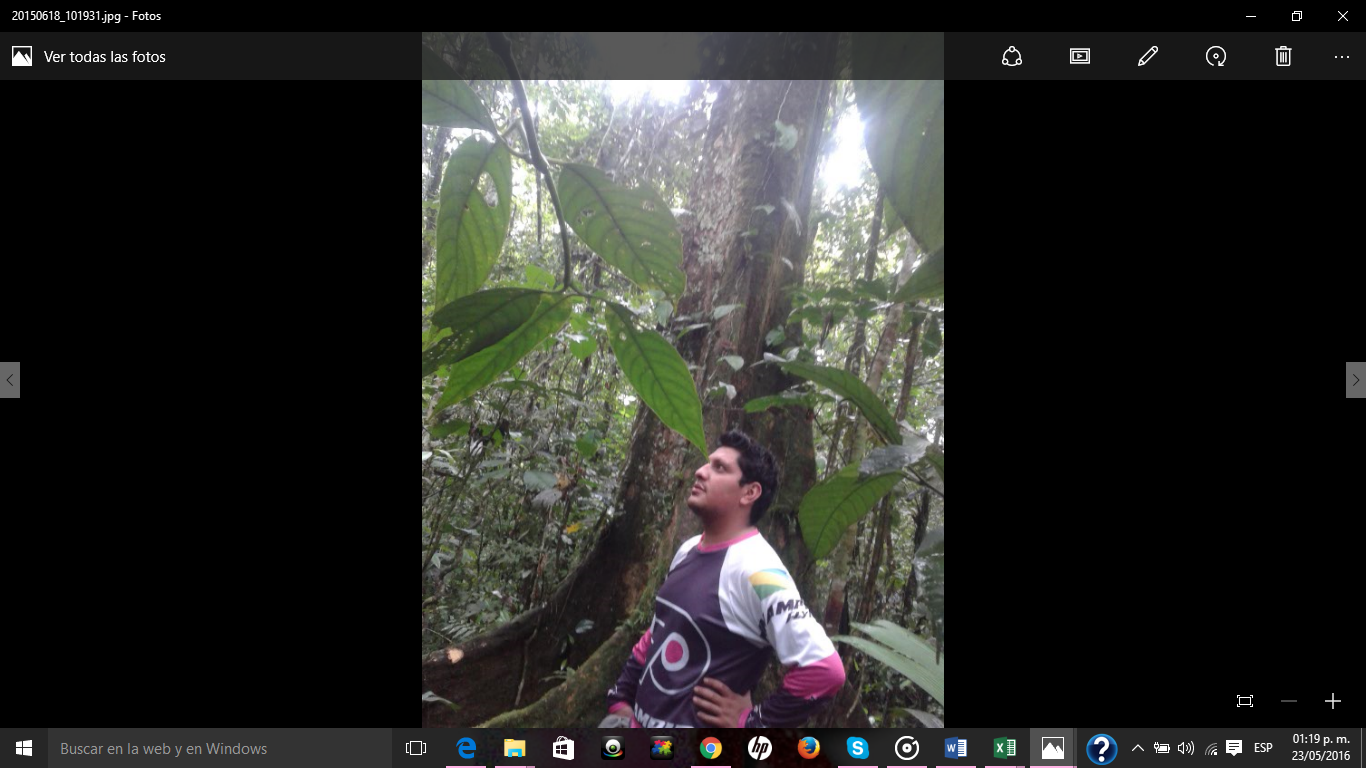 20150618_101931.jpg - Fotos
Ver todas las fotos
Buscar en la web y en Windows
ESP
01:19 p. m.
23/05/2016